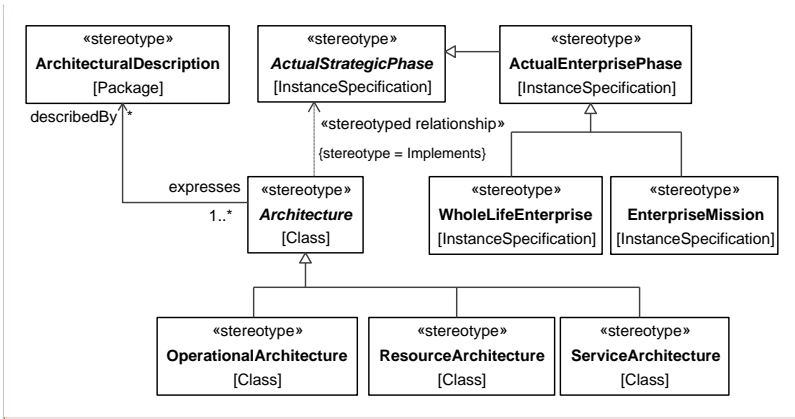 «stereotype»
ArchitecturalDescription
[Package]
«stereotype»
ActualStrategicPhase
[InstanceSpecification]
«stereotype»
ActualEnterprisePhase
[InstanceSpecification]
describedBy *
«stereotyped relationship»
{stereotype = Implements}
expresses
1..*
«stereotype»
Architecture
[Class]
«stereotype»
WholeLifeEnterprise
[InstanceSpecification]
«stereotype»
EnterpriseMission
[InstanceSpecification]
«stereotype»
OperationalArchitecture
[Class]
«stereotype»
ResourceArchitecture
[Class]
«stereotype»
ServiceArchitecture
[Class]